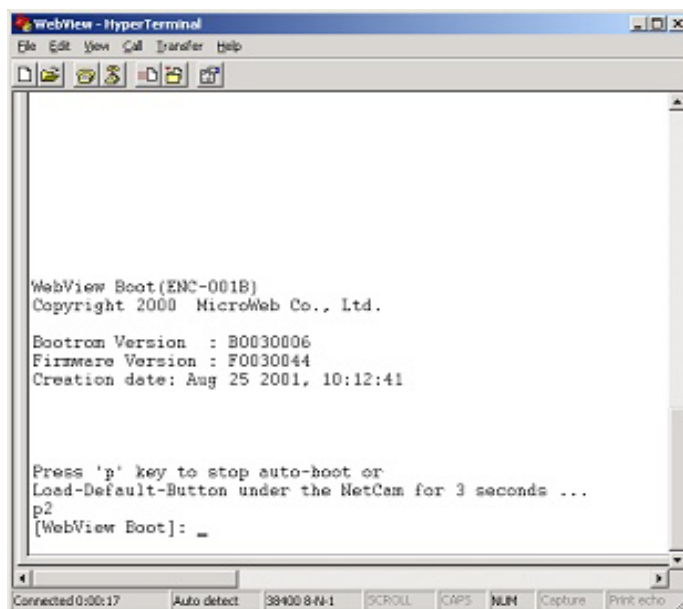 WebView - HyperTerminal
File Edit View Call Transfer Help
WebView Boot(ENC-001B)
Copyright 2000 MicroWeb Co., Ltd.
Bootrom Version : B0030006
Firmware Version : F0030044
Creation date: Aug 25 2001, 10:12:41
Press 'p' key to stop auto-boot or
Load-Default-Button under the NetCam for 3 seconds ...
p2
[WebView Boot]: _
Connected 0:00:17 Auto detect 38400 8-N-1 SCROLL CAPS NUM Capture Print echo